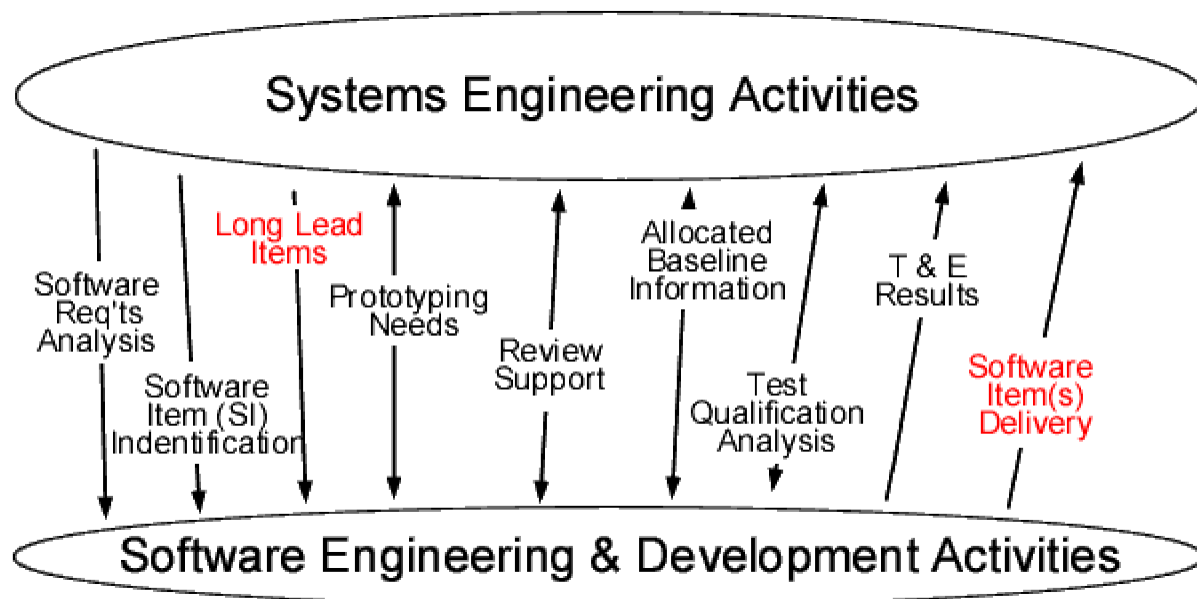 Systems Engineering Activities
Software
Req'ts
Analysis
Software
Item (SI)
Indentification
Long Lead
Items
Prototyping
Needs
Review
Support
Allocated
Baseline
Information
Test
Qualification
Analysis
T & E
Results
Software
Item(s)
Delivery
Software Engineering & Development Activities